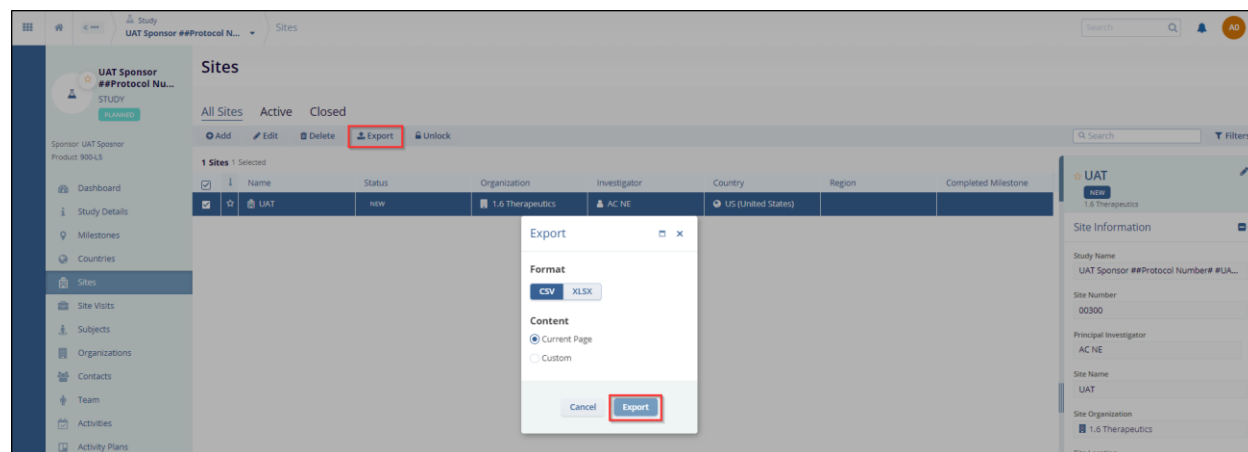 Study
UAT Sponsor ##Protocol N...
Sites
Search
AO
UAT Sponsor
##Protocol Nu...
STUDY
PLANNED
Sponsor: UAT Sposnor
Product: 900-LS
Dashboard
Study Details
Milestones
Countries
Sites
Site Visits
Subjects
Organizations
Contacts
Team
Activities
Activity Plans
Sites
All Sites Active Closed
Add Edit Delete Export Unlock
Search
Filters
1 Sites 1 Selected
Name Status Organization Investigator Country Region Completed Milestone
UAT NEW 1.6 Therapeutics AC NE US (United States)
Export
Format
CSV XLSX
Content
Current Page
Custom
Cancel Export
UAT
NEW
1.6 Therapeutics
Site Information
Study Name
UAT Sponsor ##Protocol Number# #UA...
Site Number
00300
Principal Investigator
AC NE
Site Name
UAT
Site Organization
1.6 Therapeutics